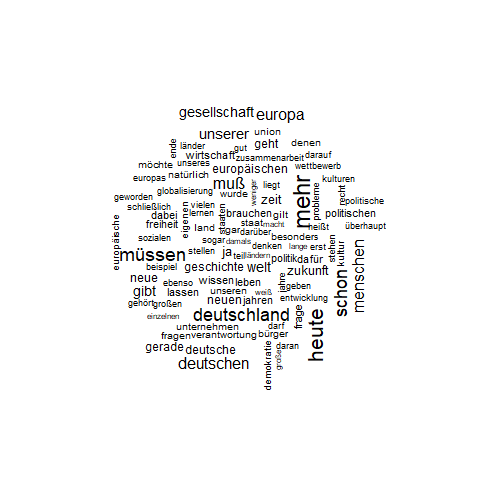 gesellschaft
europa
unserer
union
ende
länder
gut
geht
denen
wirtschaft
zusammenarbeit
darauf
möchte
unseres
europäischen
wettbewerb
europas
natürlich
muß
weniger
liegt
mehr
probleme
kulturen
recht
globalisierung
wurde
zeit
politische
geworden
eigenen
vielen
schließlich
lernen
staaten
brauchen
gilt
politischen
dabei
staat
macht
heißt
überhaupt
freiheit
land
gar
darüber
europäische
sozialen
sogar
damals
besonders
denken
lange
erst
stehen
kultur
müssen
stellen
ja
teil
ländern
politik
dafür
menschen
beispiel
geschichte
welt
zukunft
neue
ebenso
wissen
leben
jahre
geben
schon
gibt
lassen
unseren
weiß
gehört
großen
neuen
jahren
entwicklung
einzelnen
deutschland
frage
heute
unternehmen
darf
fragen
verantwortung
bürger
gerade
deutsche
daran
deutschen
demokratie
große